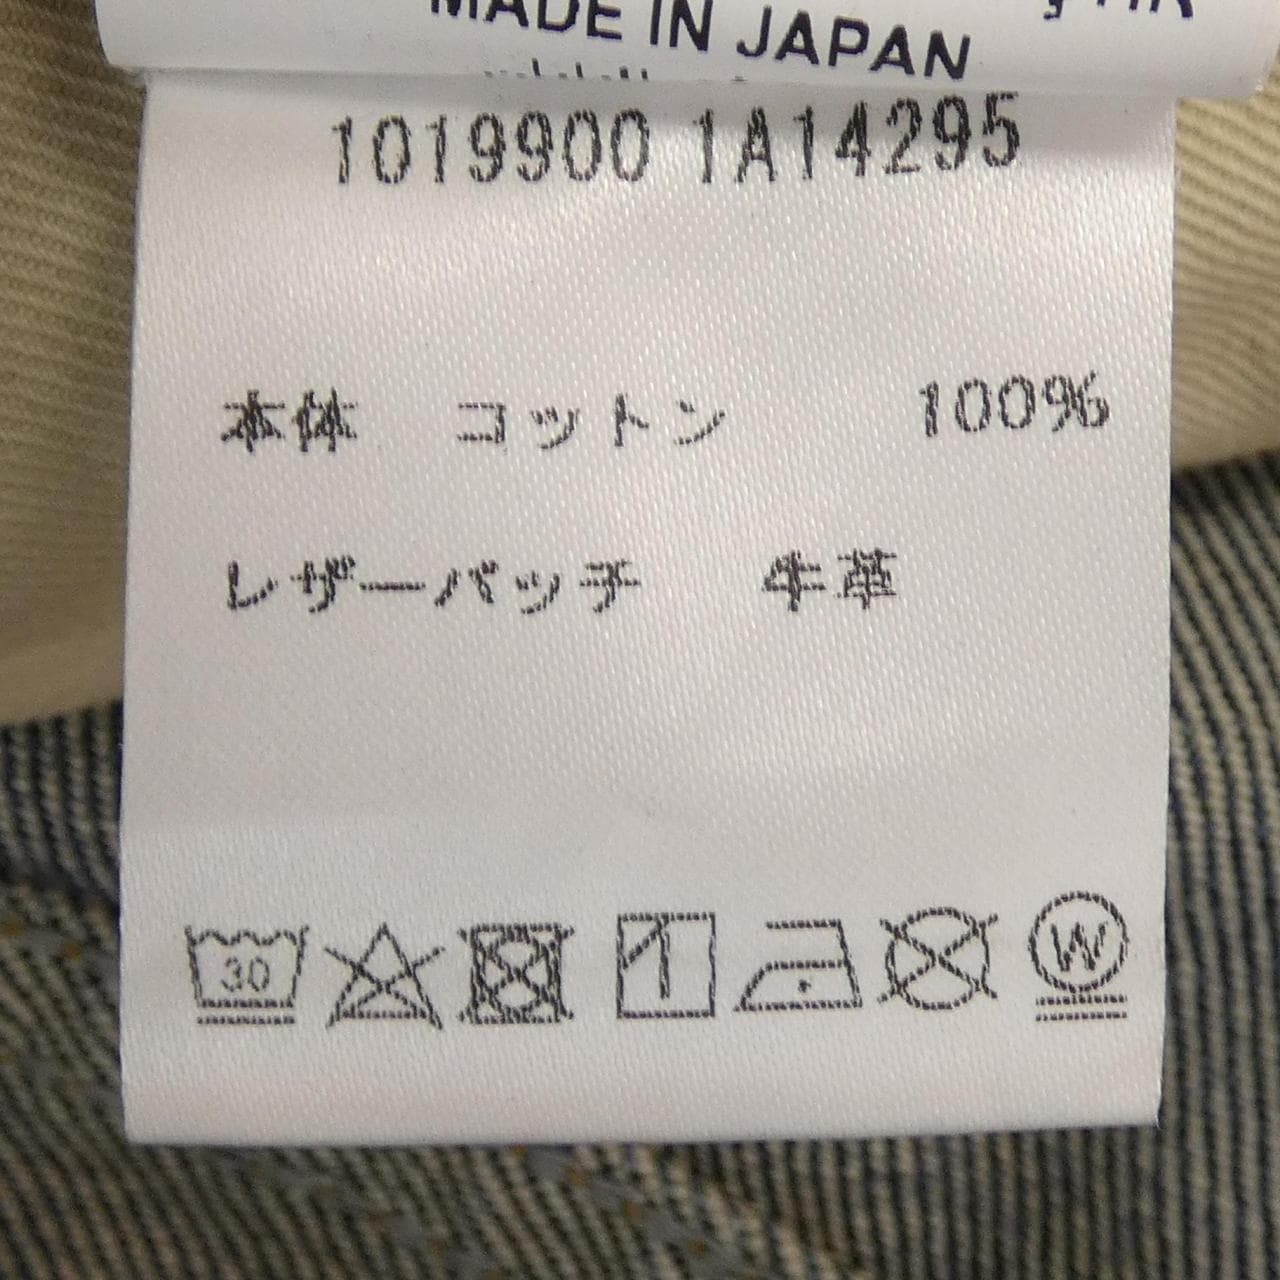 MADE IN JAPAN
1019900 1A14295
本体 コットン 100%
レザーパッチ 牛革
30
W